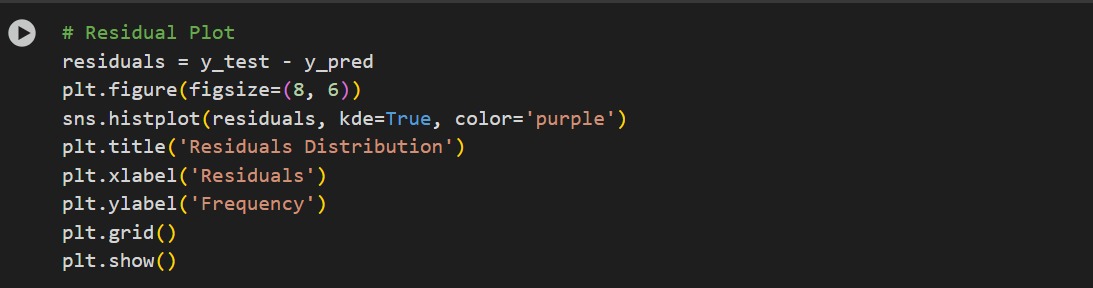 # Residual Plot
residuals = y_test - y_pred
plt.figure(figsize=(8, 6))
sns.histplot(residuals, kde=True, color='purple')
plt.title('Residuals Distribution')
plt.xlabel('Residuals')
plt.ylabel('Frequency')
plt.grid()
plt.show()